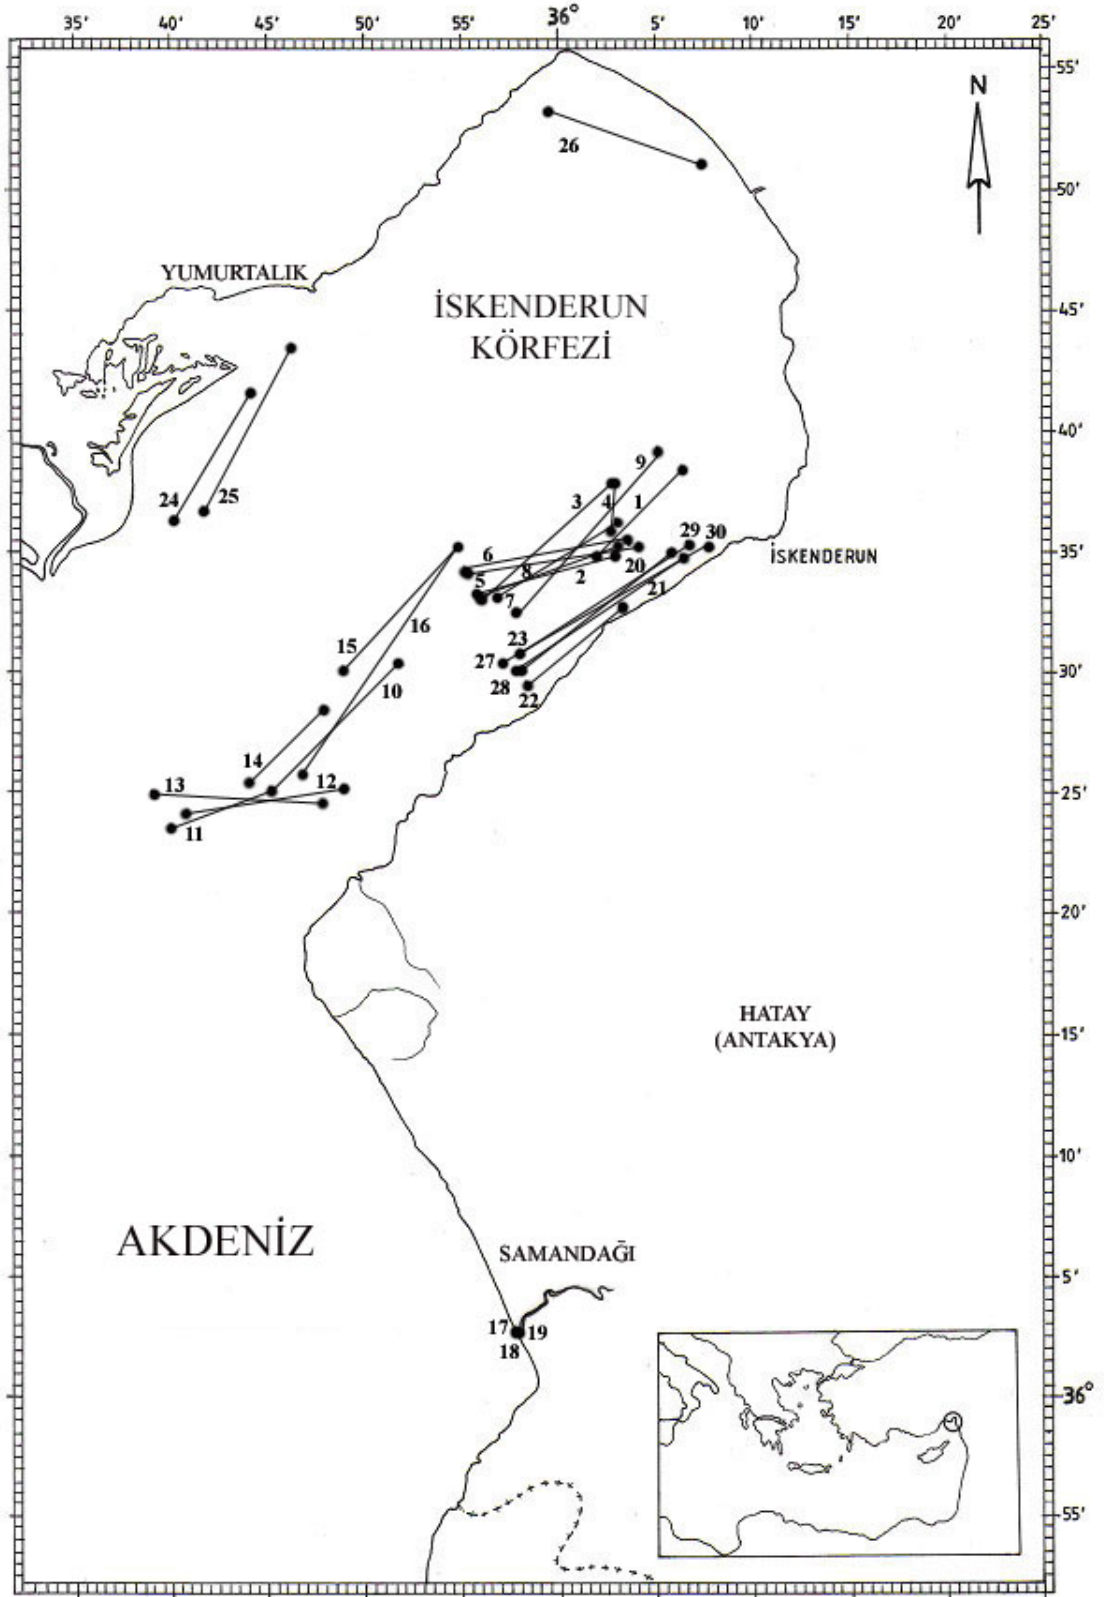 35' 40' 45' 50' 55' 36° 5' 10' 15' 20' 25'
55'
N
26
50'
YUMURTALIK
45'
İSKENDERUN
KÖRFEZİ
40'
9
24 25 3 4 1
29 30
35'
İSKENDERUN
6 8 2 20
5 7 21
16
15 23
27
30'
10 28 22
14
13 12
25'
11
20'
HATAY
(ANTAKYA)
15'
10'
AKDENİZ
SAMANDAĞI
5'
17 19
18
36°
55'